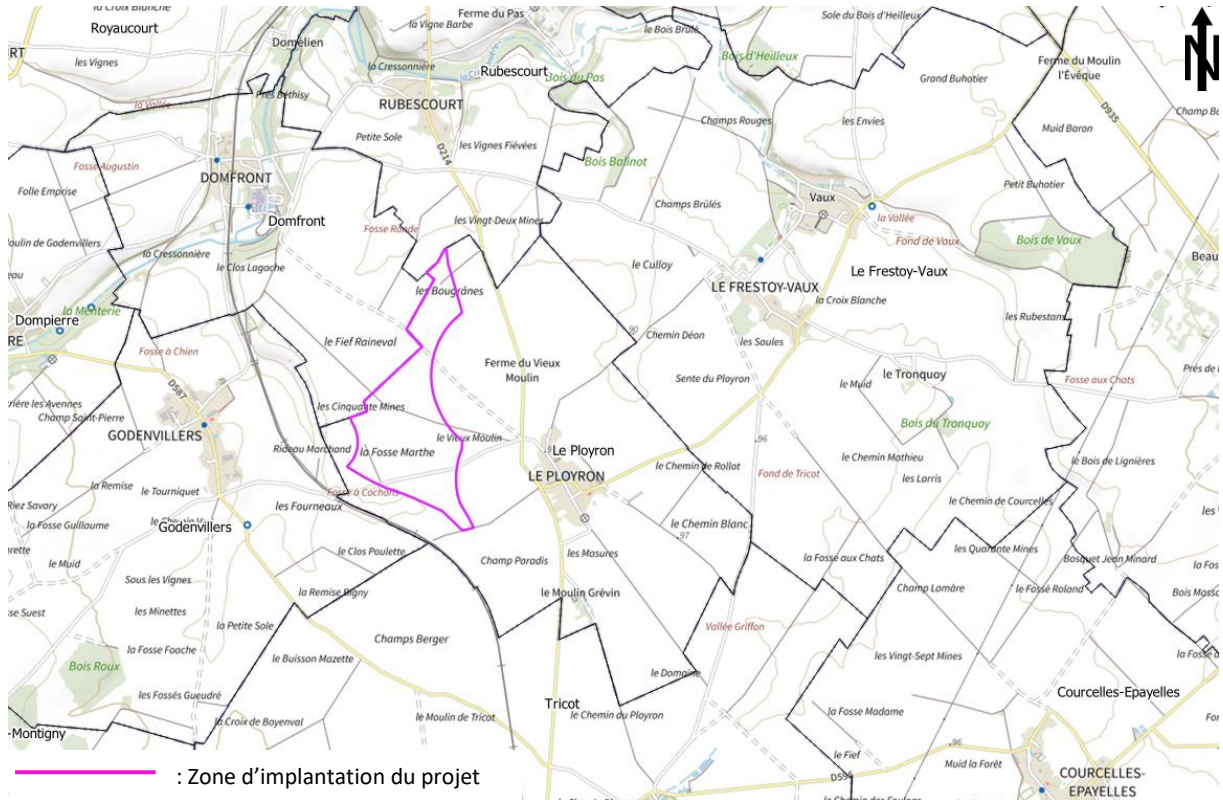 la Croix Blanche
Royaucourt
la Vigne Barbe
Ferme du Pas
Sole du Bois d'Heilleux
le Bois Brûlé
Domélien
RT
les Vignes
la Cressonnière
Rubescourt
Bois du Pas
Bois d'Heilleux
Grand Buhotier
Ferme du Moulin
l'Évêque
N
D935
Prés Béthisy
la Vallée
RUBESCOURT
Champs Rouges
les Envies
Muid Baron
Petite Sole
D214
les Vignes Fiévées
Fosse Augustin
Bois Balinot
DOMFRONT
Folle Emprise
Vaux
Petit Buhotier
Champs Brûlés
Domfront
les Vingt-Deux Mines
Fosse Ronde
la Vallée
Fond de Vaux
Bois de Vaux
Moulin de Godenvillers
la Cressonnière
le Clos Lagache
le Culloy
Le Frestoy-Vaux
Beau
les Bougrânes
LE FRESTOY-VAUX
la Croix Blanche
la Menterie
Dompierre
RE
les Rubestans
90
Chemin Déon
les Saules
le Fief Raineval
Fosse à Chien
Ferme du Vieux
Moulin
Sente du Ployron
le Muid
le Tronquoy
Fosse aux Chats
D587
les Cinquante Mines
Champ Saint-Pierre
Bois du Tronquoy
GODENVILLERS
le Vieux Moulin
96
Rideau Marchand
la Fosse Marthe
Le Ployron
LE PLOYRON
le Chemin de Rollot
le Chemin Mathieu
le Bois de Lignières
Fond de Tricot
les Larris
la Remise
le Tourniquet
Fosse à Cochons
les Fourneaux
le Chemin de Courcelles
la Fosse Guillaume
Godenvillers
le Chemin Blanc
97
le Clos Poulette
les Masures
les Quarante Mines
le Muid
Champ Paradis
la Fosse aux Chats
Bosquet Jean Minard
Sous les Vignes
la Remise Bigny
le Moulin Grévin
Champ Lamâre
le Fossé Roland
les Minettes
la Petite Sole
Vallée Griffon
Champs Berger
la Fosse Foache
le Buisson Mazette
les Vingt-Sept Mines
Bois Roux
le Domaine
les Fossés Gueudré
Courcelles-Epayelles
Tricot
le Chemin du Ployron
la Croix de Boyenval
le Moulin de Tricot
la Fosse Madame
-Montigny
le Fief
96
Muid la Forêt
: Zone d'implantation du projet
COURCELLES-
EPAYELLES